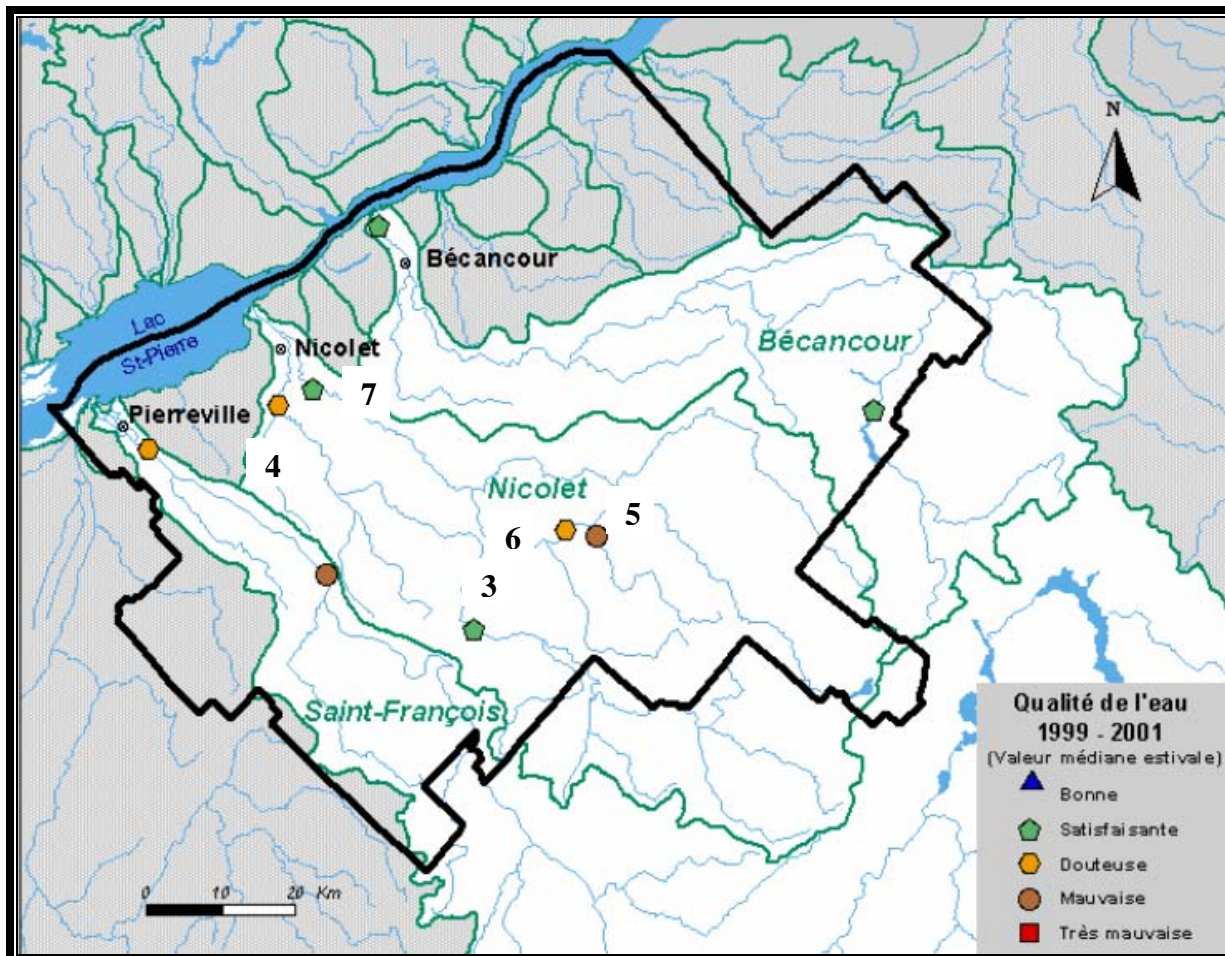 N
Bécancour
Bécancour
Lac
St-Pierre
Nicolet
7
Pierreville
4
Nicolet
5
6
3
Saint-François
0 10 20 Km
Qualité de l'eau
1999 - 2001
(Valeur médiane estivale)
Bonne
Satisfaisante
Douteuse
Mauvaise
Très mauvaise